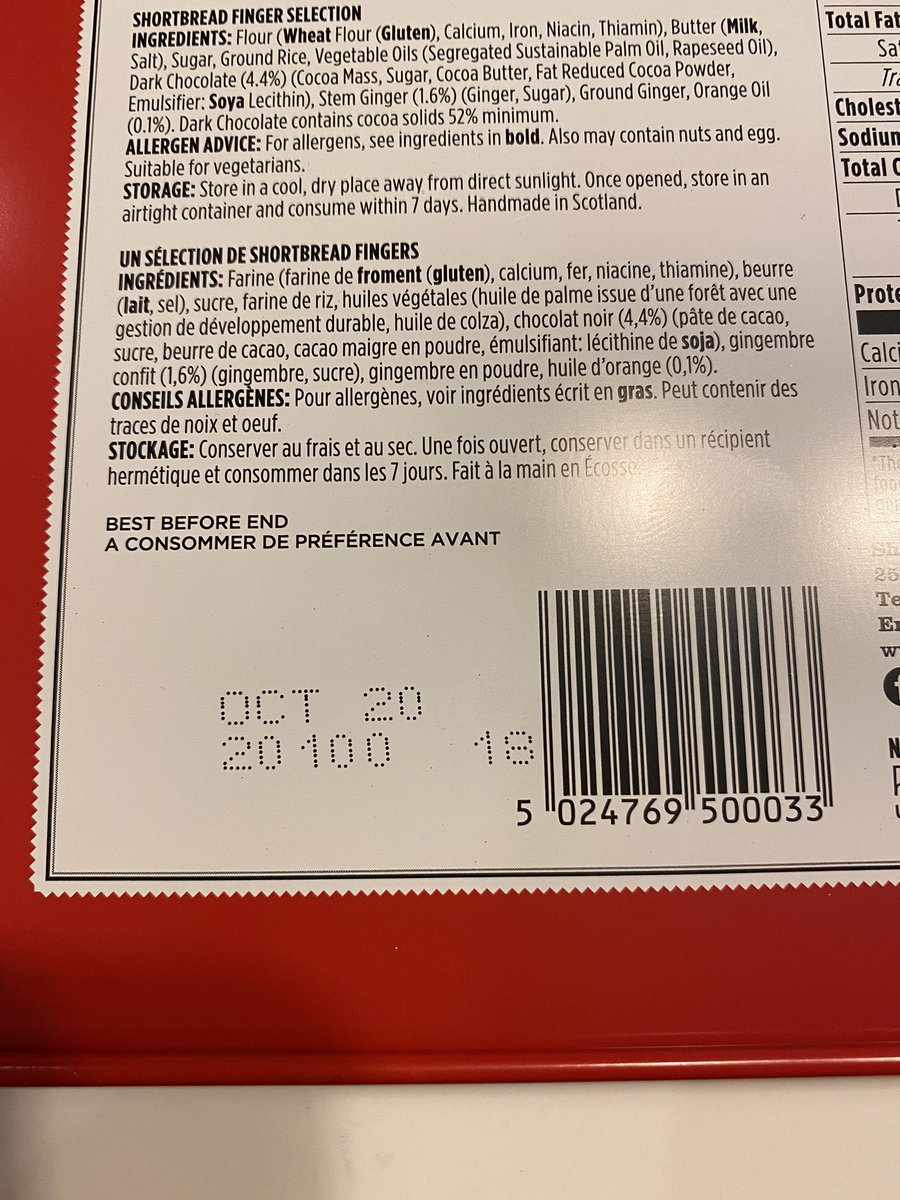 SHORTBREAD FINGER SELECTION
INGREDIENTS: Flour (Wheat Flour (Gluten), Calcium, Iron, Niacin, Thiamin), Butter (Milk,
Salt), Sugar, Ground Rice, Vegetable Oils (Segregated Sustainable Palm Oil, Rapeseed Oil),
Dark Chocolate (4.4%) (Cocoa Mass, Sugar, Cocoa Butter, Fat Reduced Cocoa Powder,
Emulsifier: Soya Lecithin), Stem Ginger (1.6%) (Ginger, Sugar), Ground Ginger, Orange Oil
(0.1%). Dark Chocolate contains cocoa solids 52% minimum.
ALLERGEN ADVICE: For allergens, see ingredients in bold. Also may contain nuts and egg.
Suitable for vegetarians.
STORAGE: Store in a cool, dry place away from direct sunlight. Once opened, store in an
airtight container and consume within 7 days. Handmade in Scotland.
UN SÉLECTION DE SHORTBREAD FINGERS
INGRÉDIENTS: Farine (farine de froment (gluten), calcium, fer, niacine, thiamine), beurre
(lait, sel), sucre, farine de riz, huiles végétales (huile de palme issue d'une forêt avec une
gestion de développement durable, huile de colza), chocolat noir (4,4%) (pâte de cacao,
sucre, beurre de cacao, cacao maigre en poudre, émulsifiant: lécithine de soja), gingembre
confit (1,6%) (gingembre, sucre), gingembre en poudre, huile d'orange (0,1%).
CONSEILS ALLERGÈNES: Pour allergènes, voir ingrédients écrit en gras. Peut contenir des
traces de noix et oeuf.
STOCKAGE: Conserver au frais et au sec. Une fois ouvert, conserver dans un récipient
hermétique et consommer dans les 7 jours. Fait à la main en Écosse
BEST BEFORE END
A CONSOMMER DE PRÉFÉRENCE AVANT
OCT 20
20100 18
5 024769 500033
Total Fat
Cholest
Sodium
Total C
Prote
Calci
Iron
Not
*The
25